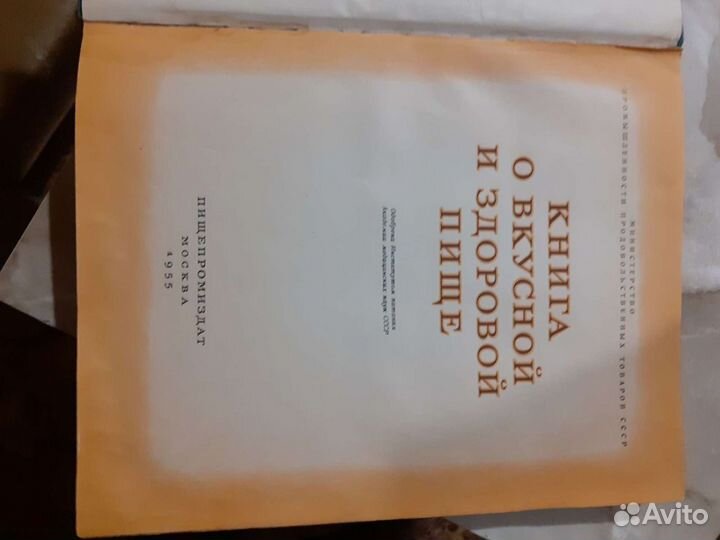 МИНИСТЕРСТВО
ПРОМЫШЛЕННОСТИ ПРОДОВОЛЬСТВЕННЫХ ТОВАРОВ СССР
КНИГА
О ВКУСНОЙ
И ЗДОРОВОЙ
ПИЩЕ
Одобрена Институтом питания
Академии медицинских наук СССР
ПИЩЕПРОМИЗДАТ
МОСКВА
1955
Avito